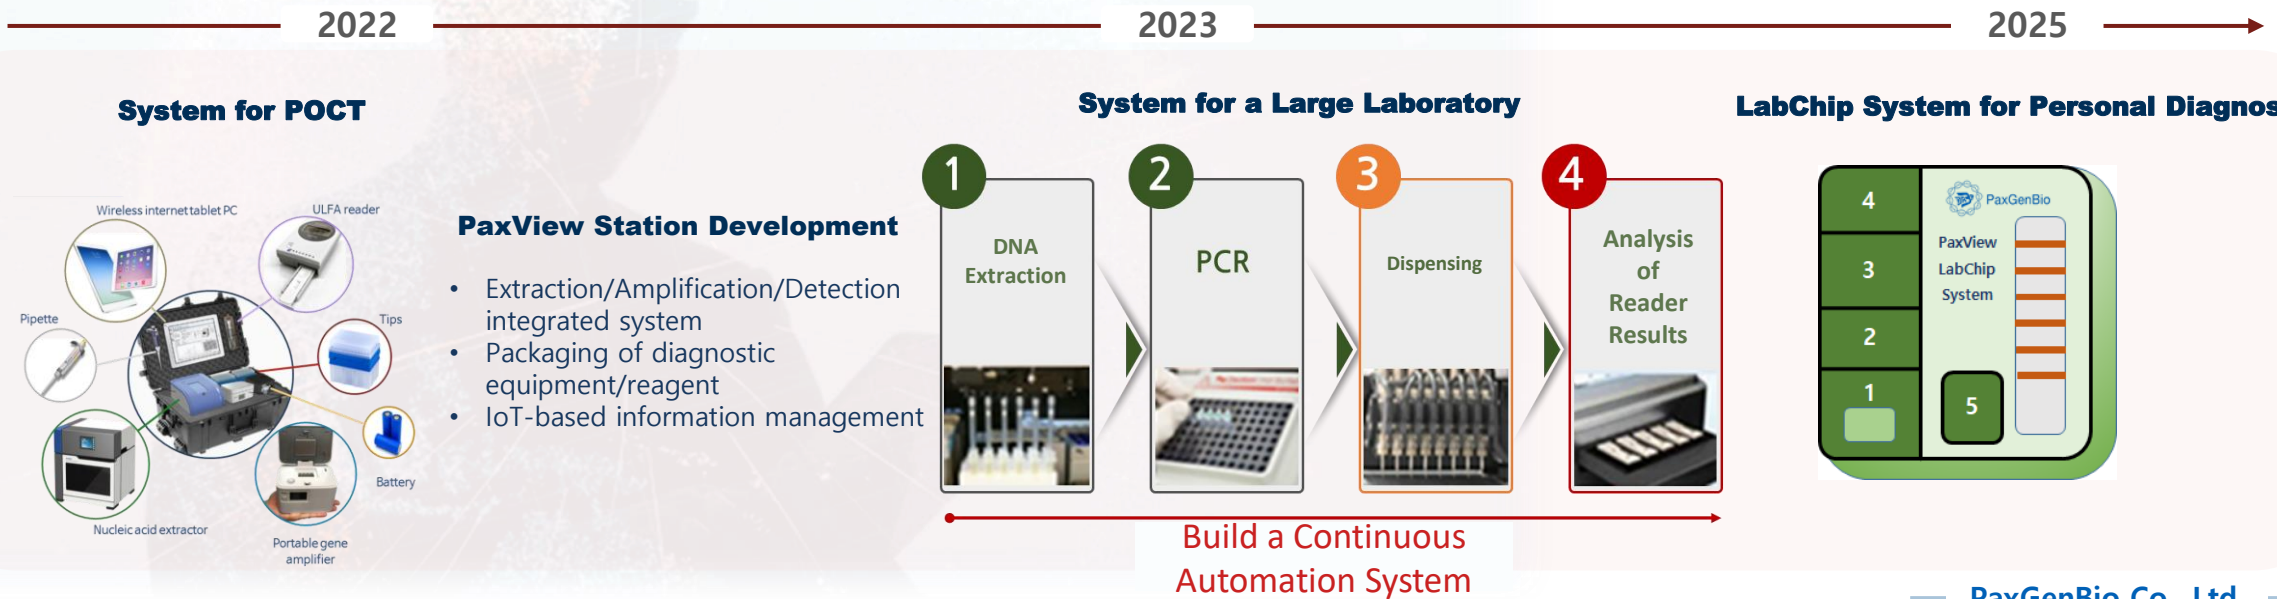 2022
2023
2025
System for POCT
System for a Large Laboratory
LabChip System for Personal Diagnos
Wireless internet tablet PC
ULFA reader
Pipette
Tips
Battery
Nucleic acid extractor
Portable gene
amplifier
PaxView Station Development
• Extraction/Amplification/Detection
integrated system
• Packaging of diagnostic
equipment/reagent
• IoT-based information management
1
DNA
Extraction
2
PCR
3
Dispensing
4
Analysis
of
Reader
Results
Build a Continuous
Automation System
4
3
2
1
5
PaxGenBio
PaxView
LabChip
System
PaxGenBio Co., Ltd